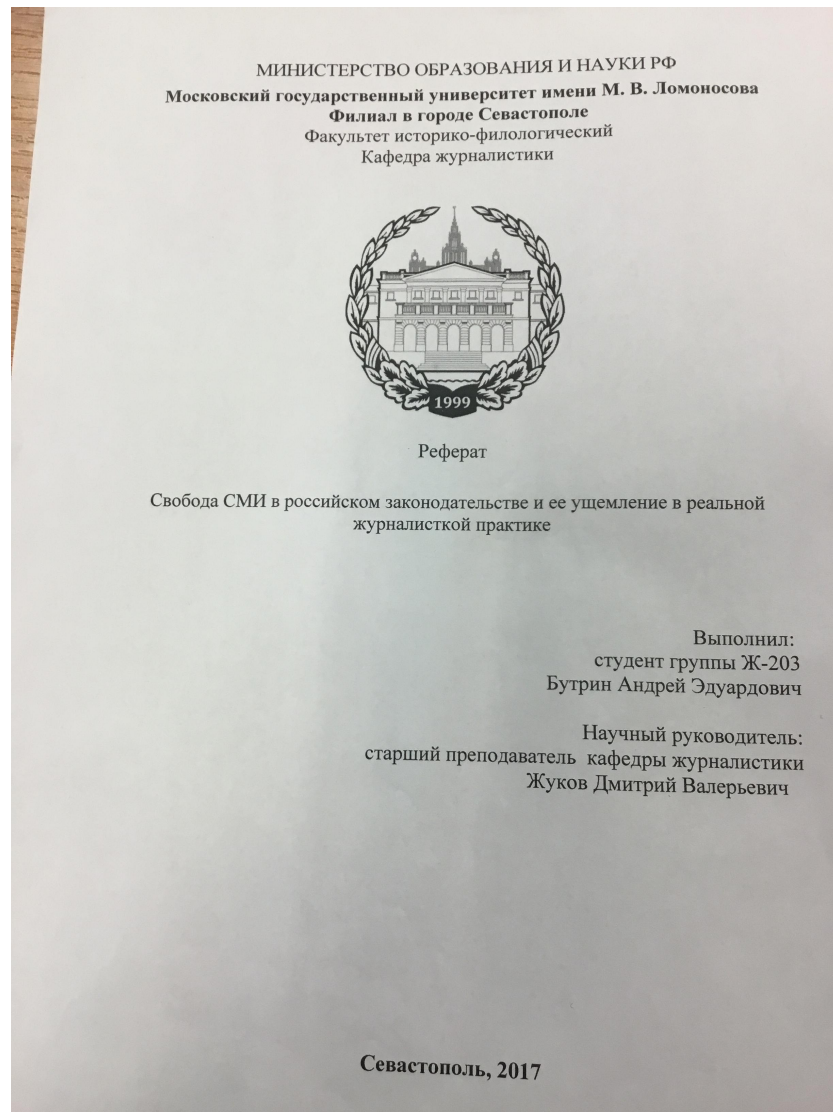 МИНИСТЕРСТВО ОБРАЗОВАНИЯ И НАУКИ РФ
Московский государственный университет имени М. В. Ломоносова
Филиал в городе Севастополе
Факультет историко-филологический
Кафедра журналистики
1999
Реферат
Свобода СМИ в российском законодательстве и ее ущемление в реальной
журналисткой практике
Выполнил:
студент группы Ж-203
Бутрин Андрей Эдуардович
Научный руководитель:
старший преподаватель кафедры журналистики
Жуков Дмитрий Валерьевич
Севастополь, 2017